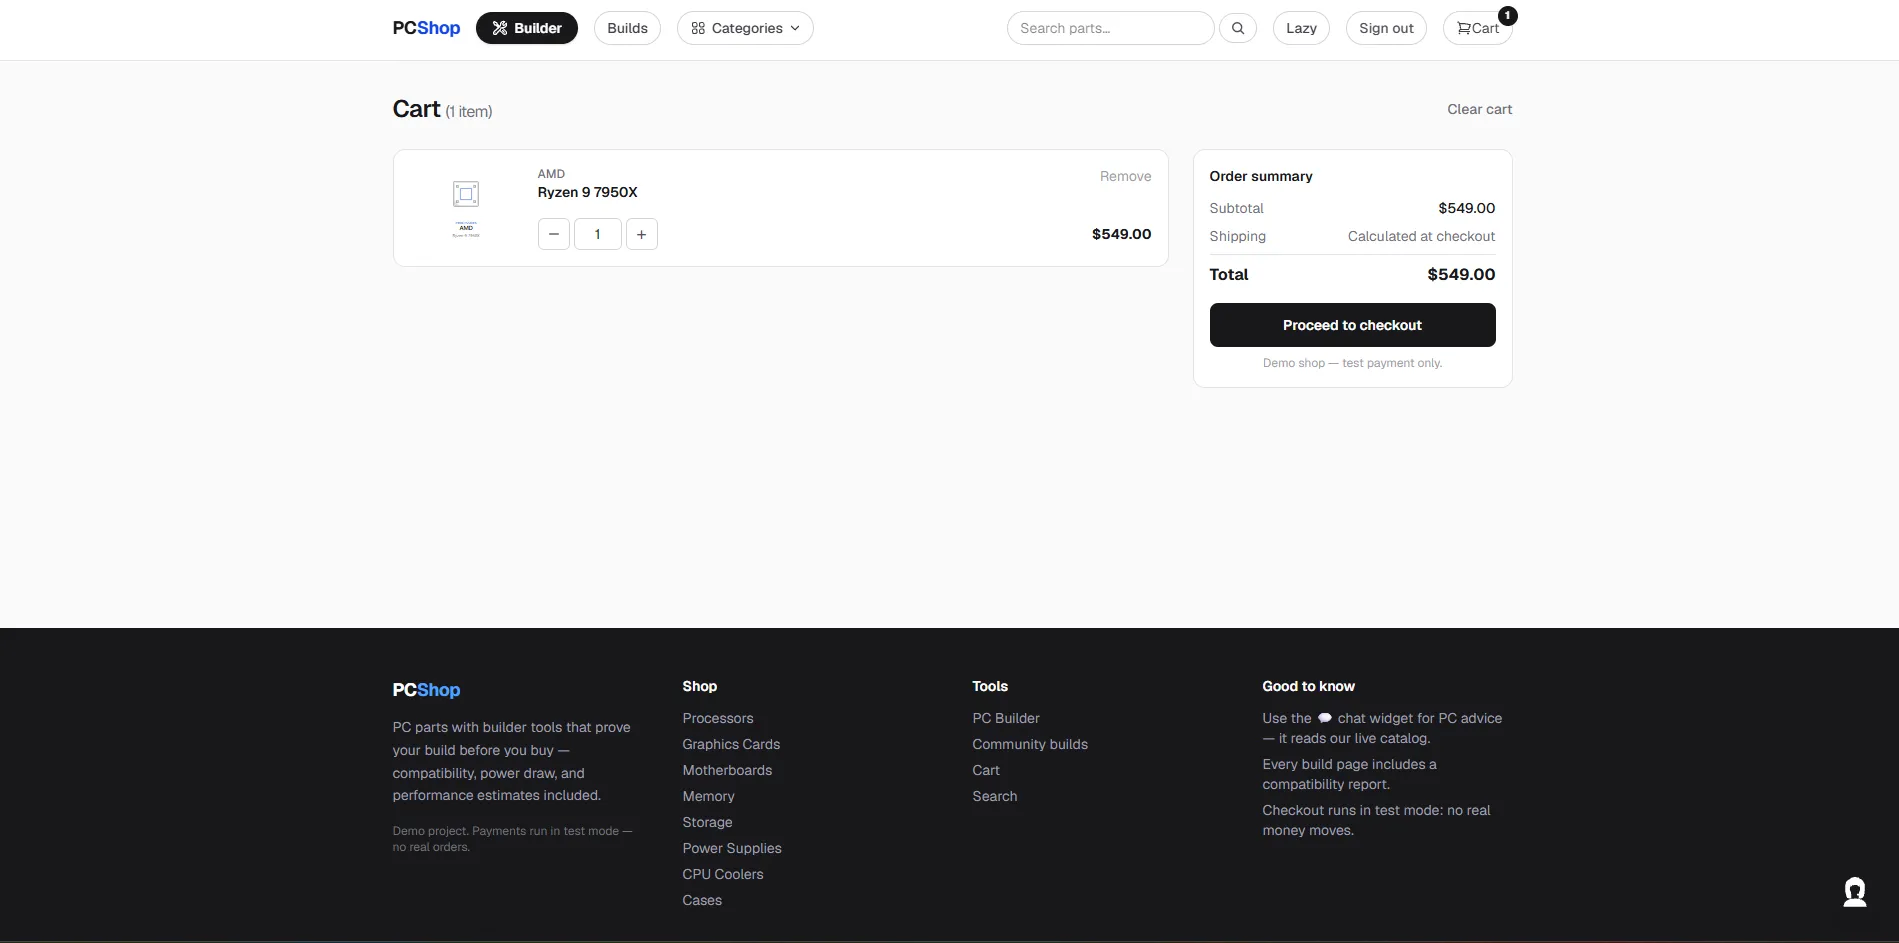 PCShop
Builder
Builds
Categories
Search parts...
Lazy
Sign out
Cart
1
Cart (1 item)
Clear cart
AMD
Ryzen 9 7950X
Remove
AMD
− 1 +
$549.00
Order summary
Subtotal $549.00
Shipping Calculated at checkout
Total $549.00
Proceed to checkout
Demo shop — test payment only.
PCShop
PC parts with builder tools that prove
your build before you buy —
compatibility, power draw, and
performance estimates included.
Demo project. Payments run in test mode —
no real orders.
Shop
Processors
Graphics Cards
Motherboards
Memory
Storage
Power Supplies
CPU Coolers
Cases
Tools
PC Builder
Community builds
Cart
Search
Good to know
Use the 💬 chat widget for PC advice
— it reads our live catalog.
Every build page includes a
compatibility report.
Checkout runs in test mode: no real
money moves.